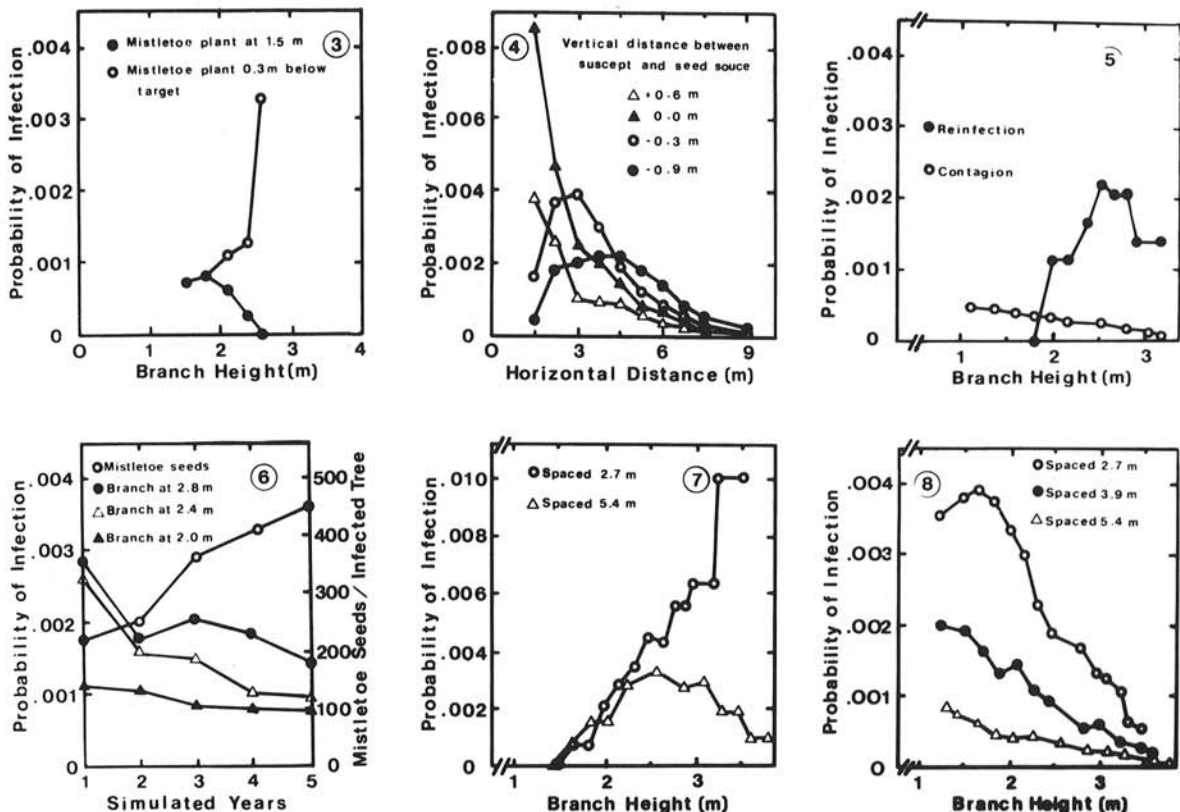 3
Mistletoe plant at 1.5 m
Mistletoe plant 0.3m below
target
Probability of Infection
.004
.003
.002
.001
0
O
1
2
3
4
Branch Height(m)
4
Vertical distance between
suscept and seed souce
+0.6 m
0.0 m
-0.3 m
-0.9 m
Probability of Infection
0.008
.006
.004
.002
0
0
3
6
9
Horizontal Distance (m)
5
Reinfection
Contagion
Probability of Infection
.004
.003
.002
.001
0
1
2
3
Branch Height (m)
6
Mistletoe seeds
Branch at 2.8 m
Branch at 2.4 m
Branch at 2.0 m
Probability of Infection
.004
.003
.002
.001
0
1
2
3
4
5
Simulated Years
500
400
300
200
100
0
Mistletoe Seeds/Infected Tree
7
Spaced 2.7 m
Spaced 5.4 m
Probability of Infection
.010
.008
.006
.004
.002
0
1
2
3
Branch Height (m)
8
Spaced 2.7 m
Spaced 3.9 m
Spaced 5.4 m
Probability of Infection
.004
.003
.002
.001
0
1
2
3
Branch Height (m)